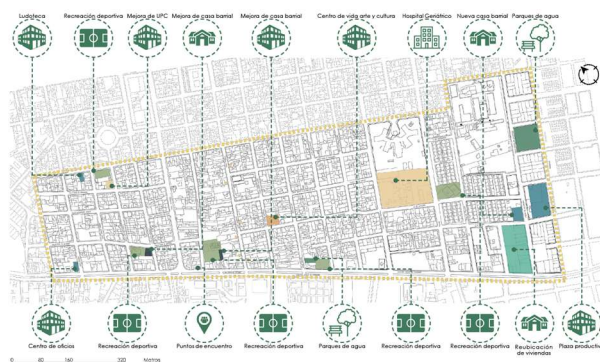 Ludoteca
Recreación deportiva
Mejora de UPC
Mejora de casa barrial
Mejora de casa barrial
Centro de vida arte y cultura
Hospital Geriátrico
Nueva casa barrial
Parques de agua
Centro de oficios
Recreación deportiva
Puntos de encuentro
Recreación deportiva
Parques de agua
Recreación deportiva
Recreación deportiva
Reubicación
de viviendas
Plaza productiva
0 80 160 320 Metros